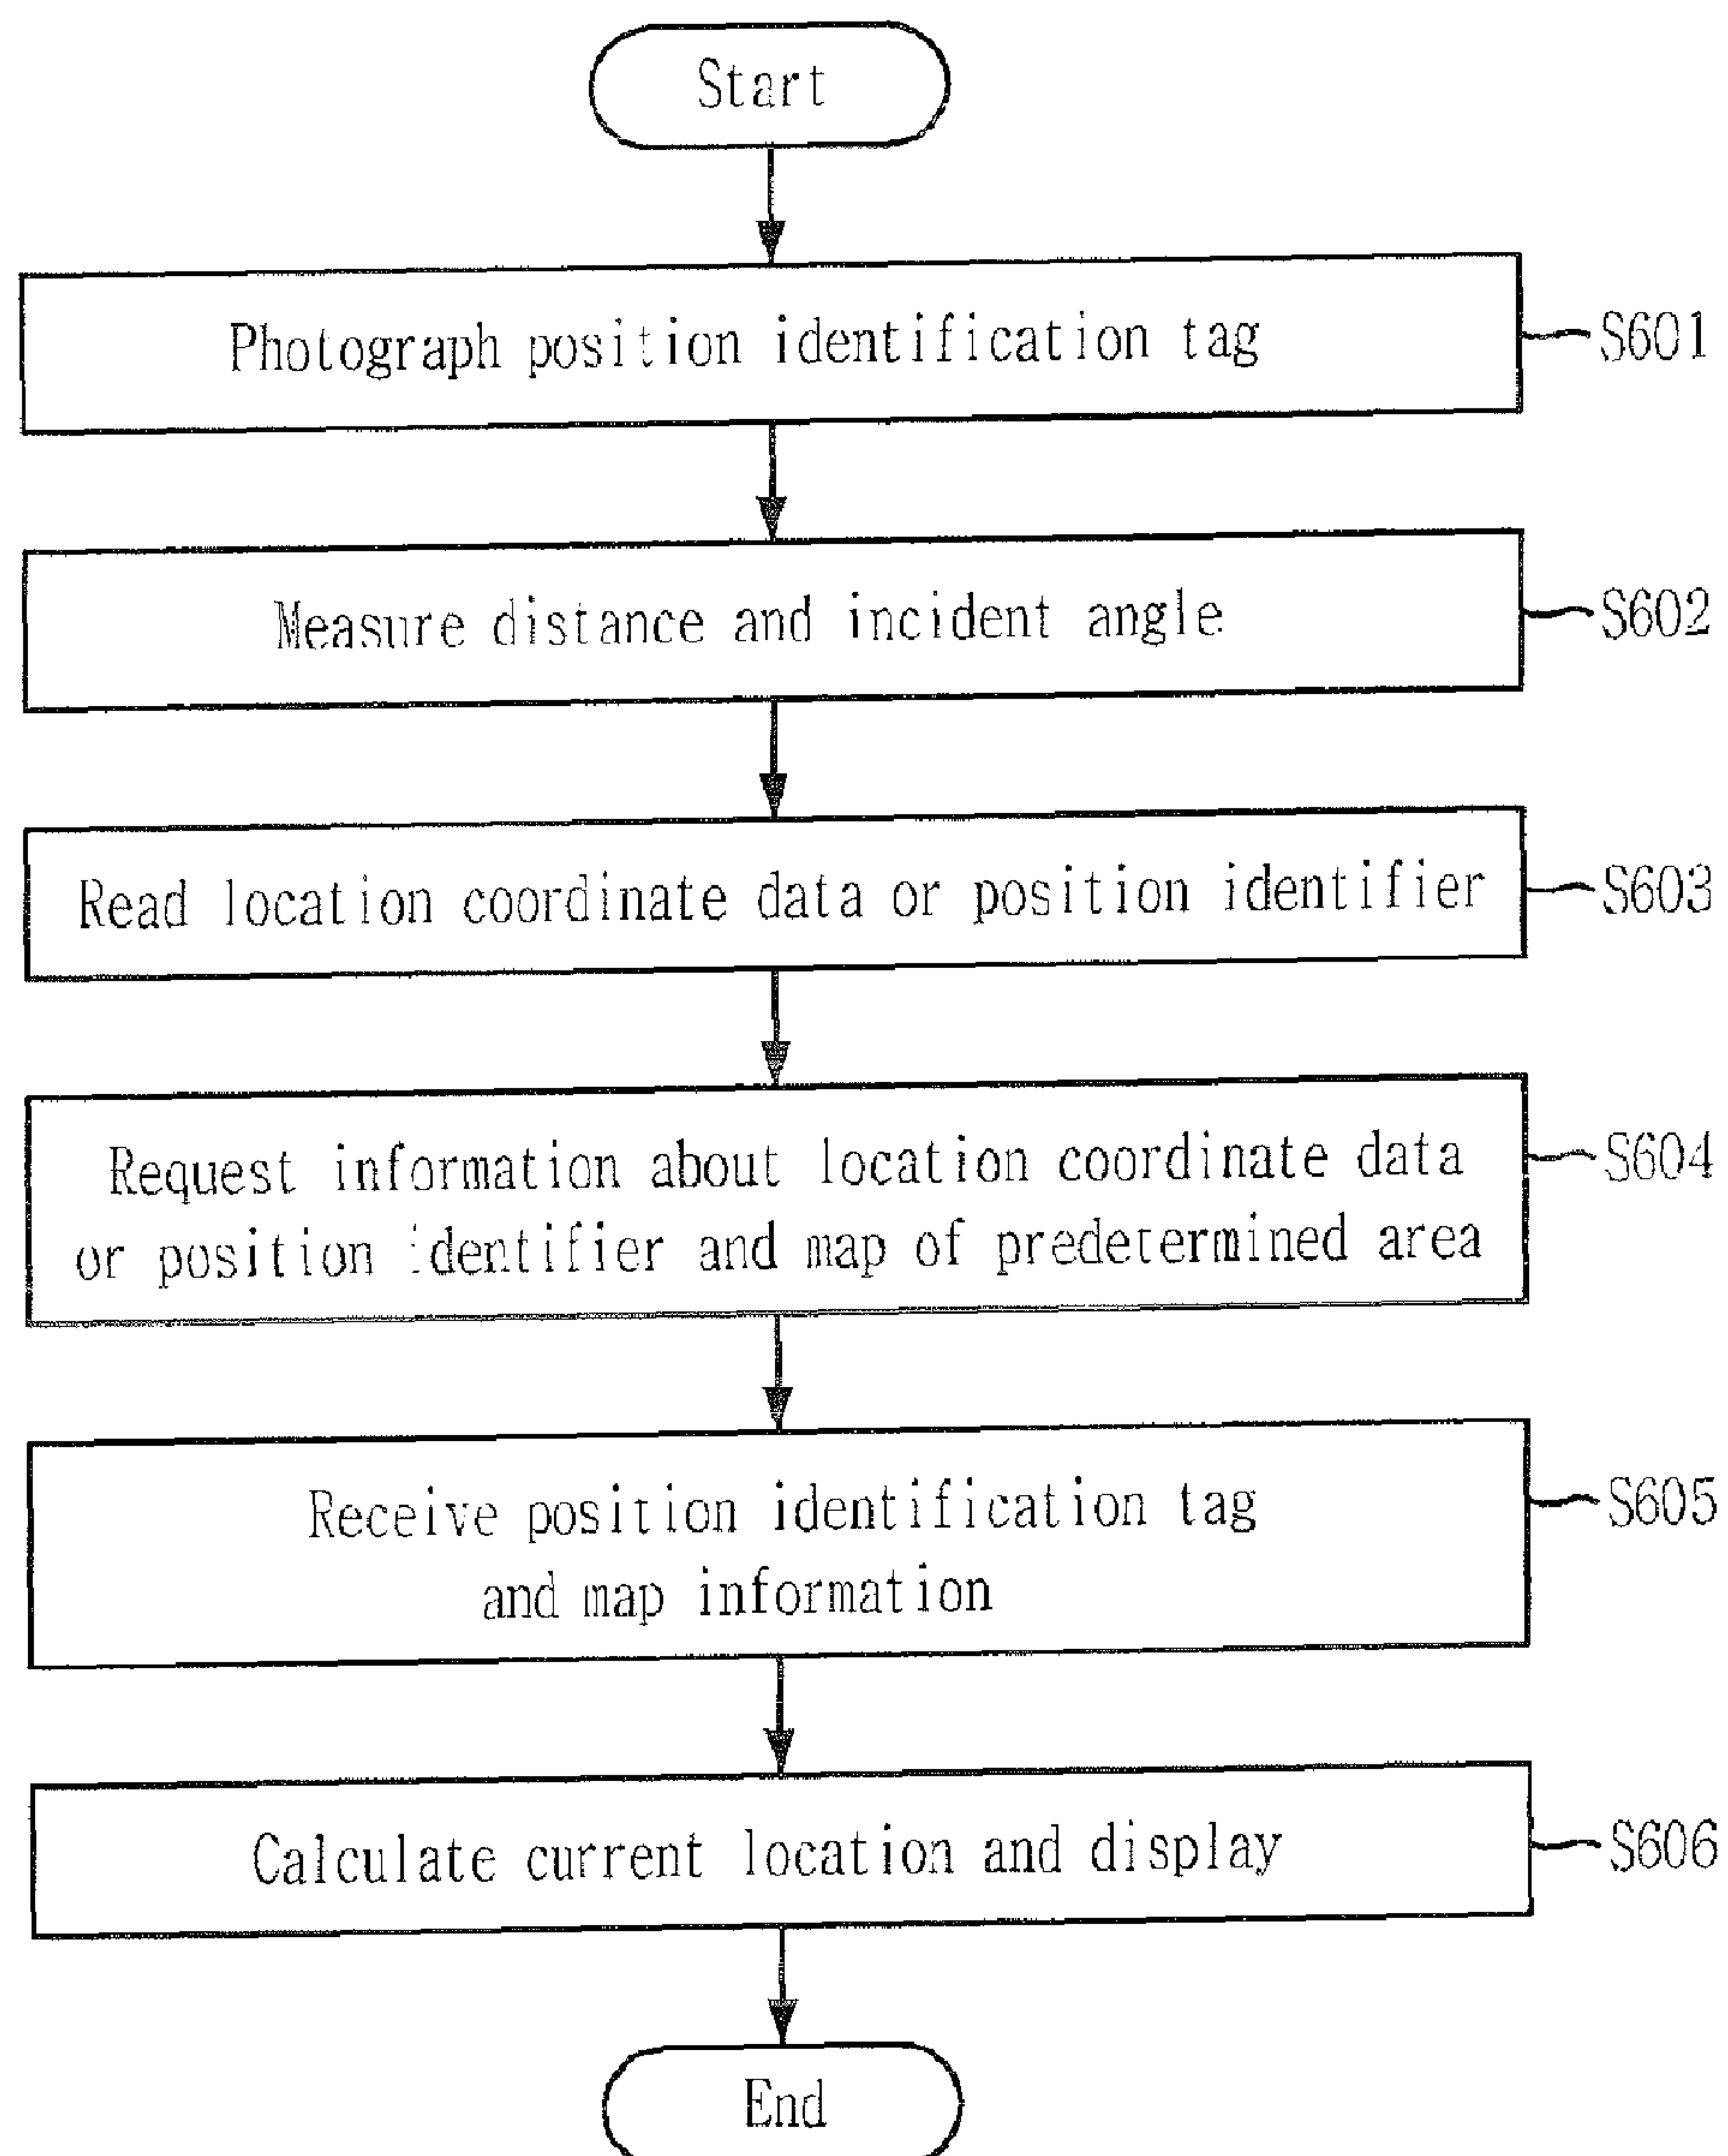 Start
Photograph position identification tag
S601
Measure distance and incident angle
S602
Read location coordinate data or position identifier
S603
Request information about location coordinate data
or position identifier and map of predetermined area
S604
Receive position identification tag
and map information
S605
Calculate current location and display
S606
End